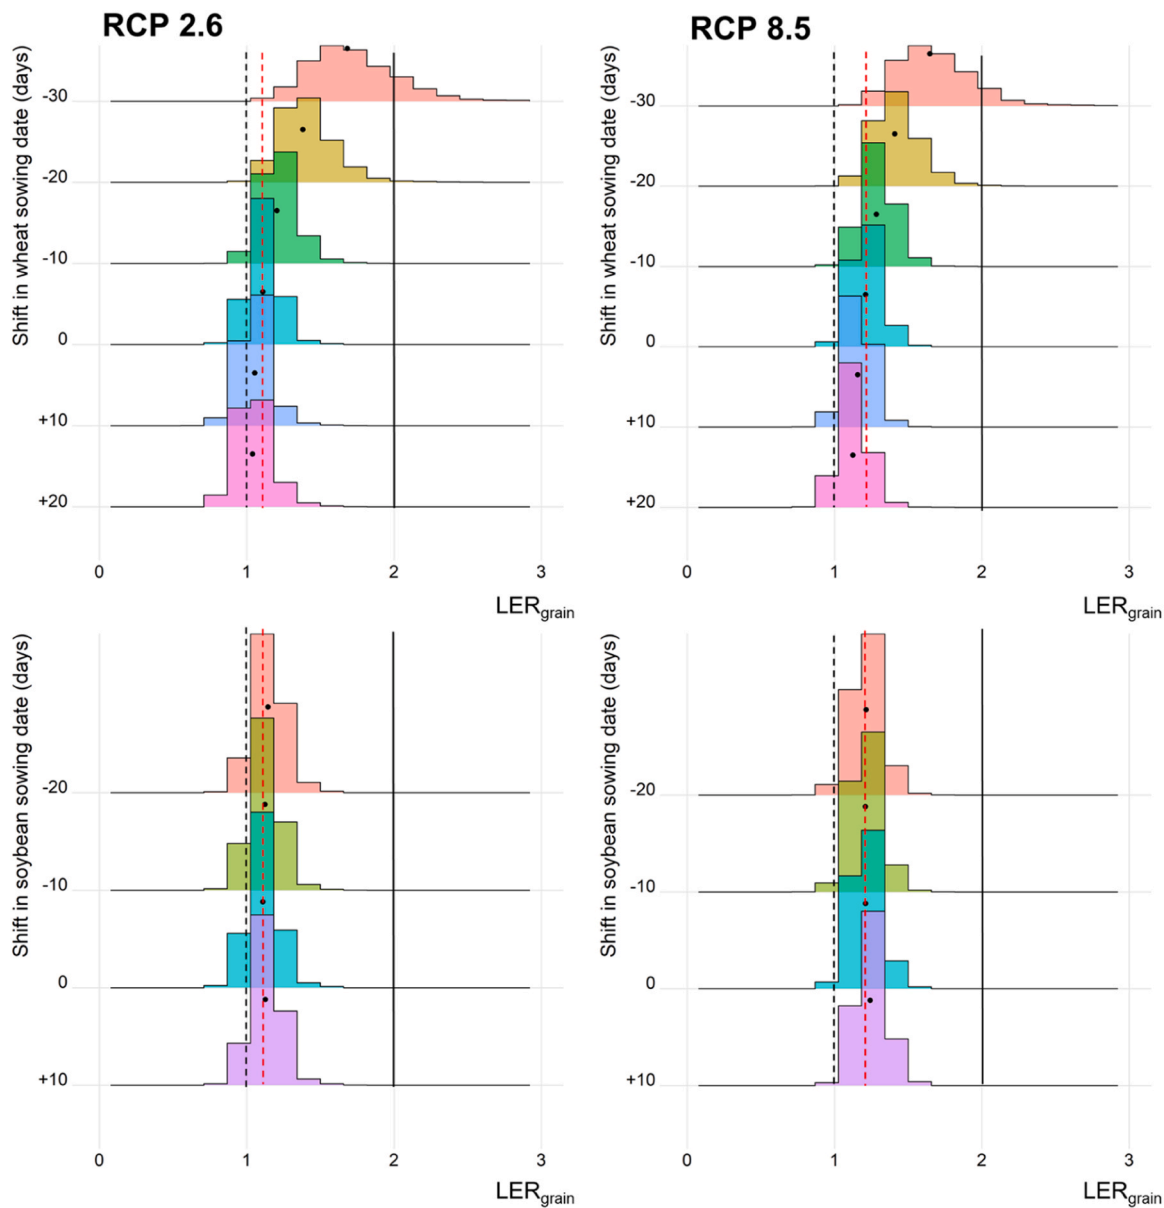 RCP 2.6
RCP 8.5
Shift in wheat sowing date (days)
-30
-20
-10
0
+10
+20
0 1 2 3
LERgrain
Shift in wheat sowing date (days)
-30
-20
-10
0
+10
+20
0 1 2 3
LERgrain
Shift in soybean sowing date (days)
-20
-10
0
+10
0 1 2 3
LERgrain
Shift in soybean sowing date (days)
-20
-10
0
+10
0 1 2 3
LERgrain